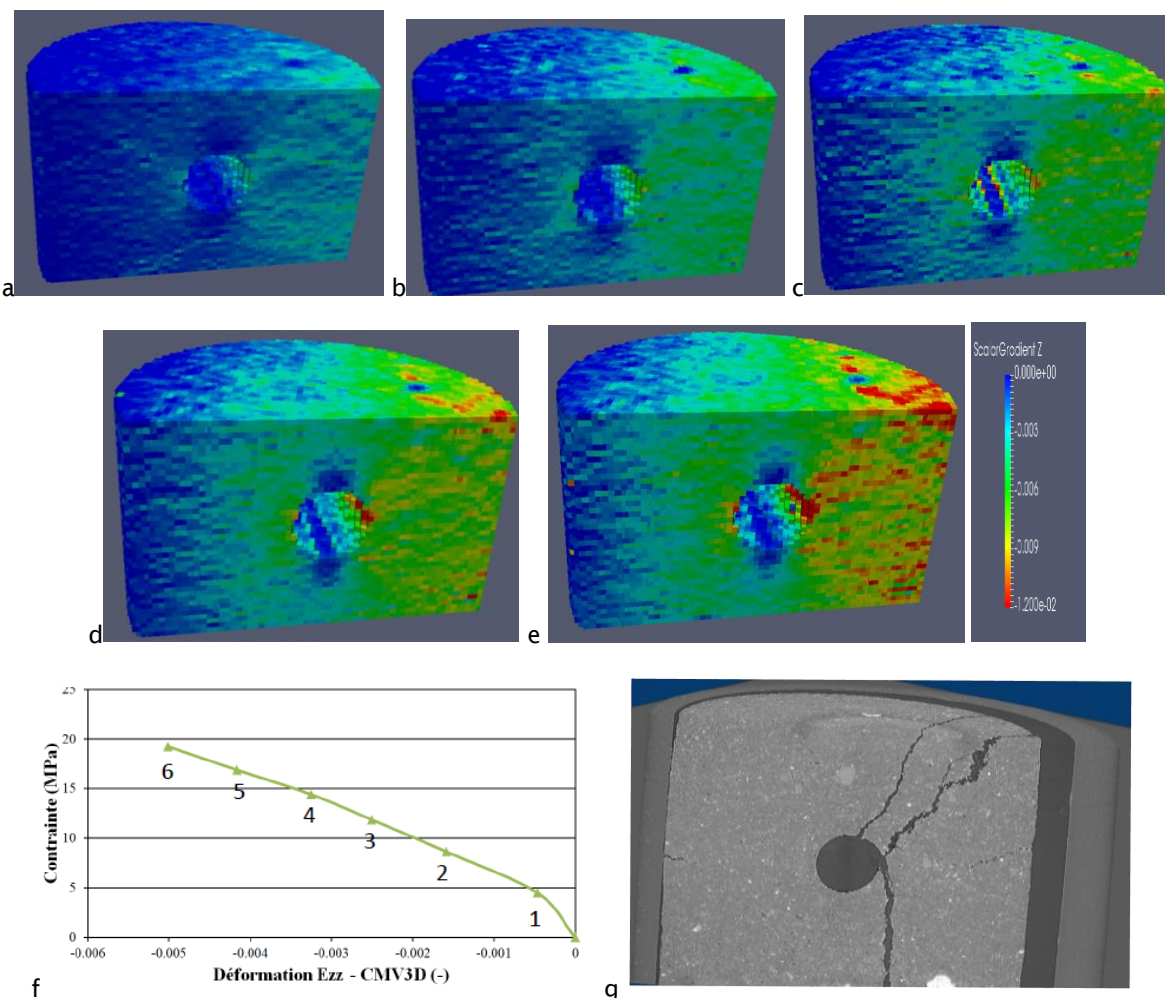 a
b
c
d
e
ScalarGradient Z
0.000e+00
-0.003
-0.006
-0.009
-1.200e-02
25
20
15
10
5
0
Contrainte (MPa)
6
5
4
3
2
1
-0.006
-0.005
-0.004
-0.003
-0.002
-0.001
0
Déformation Ezz - CMV3D (-)
f
g